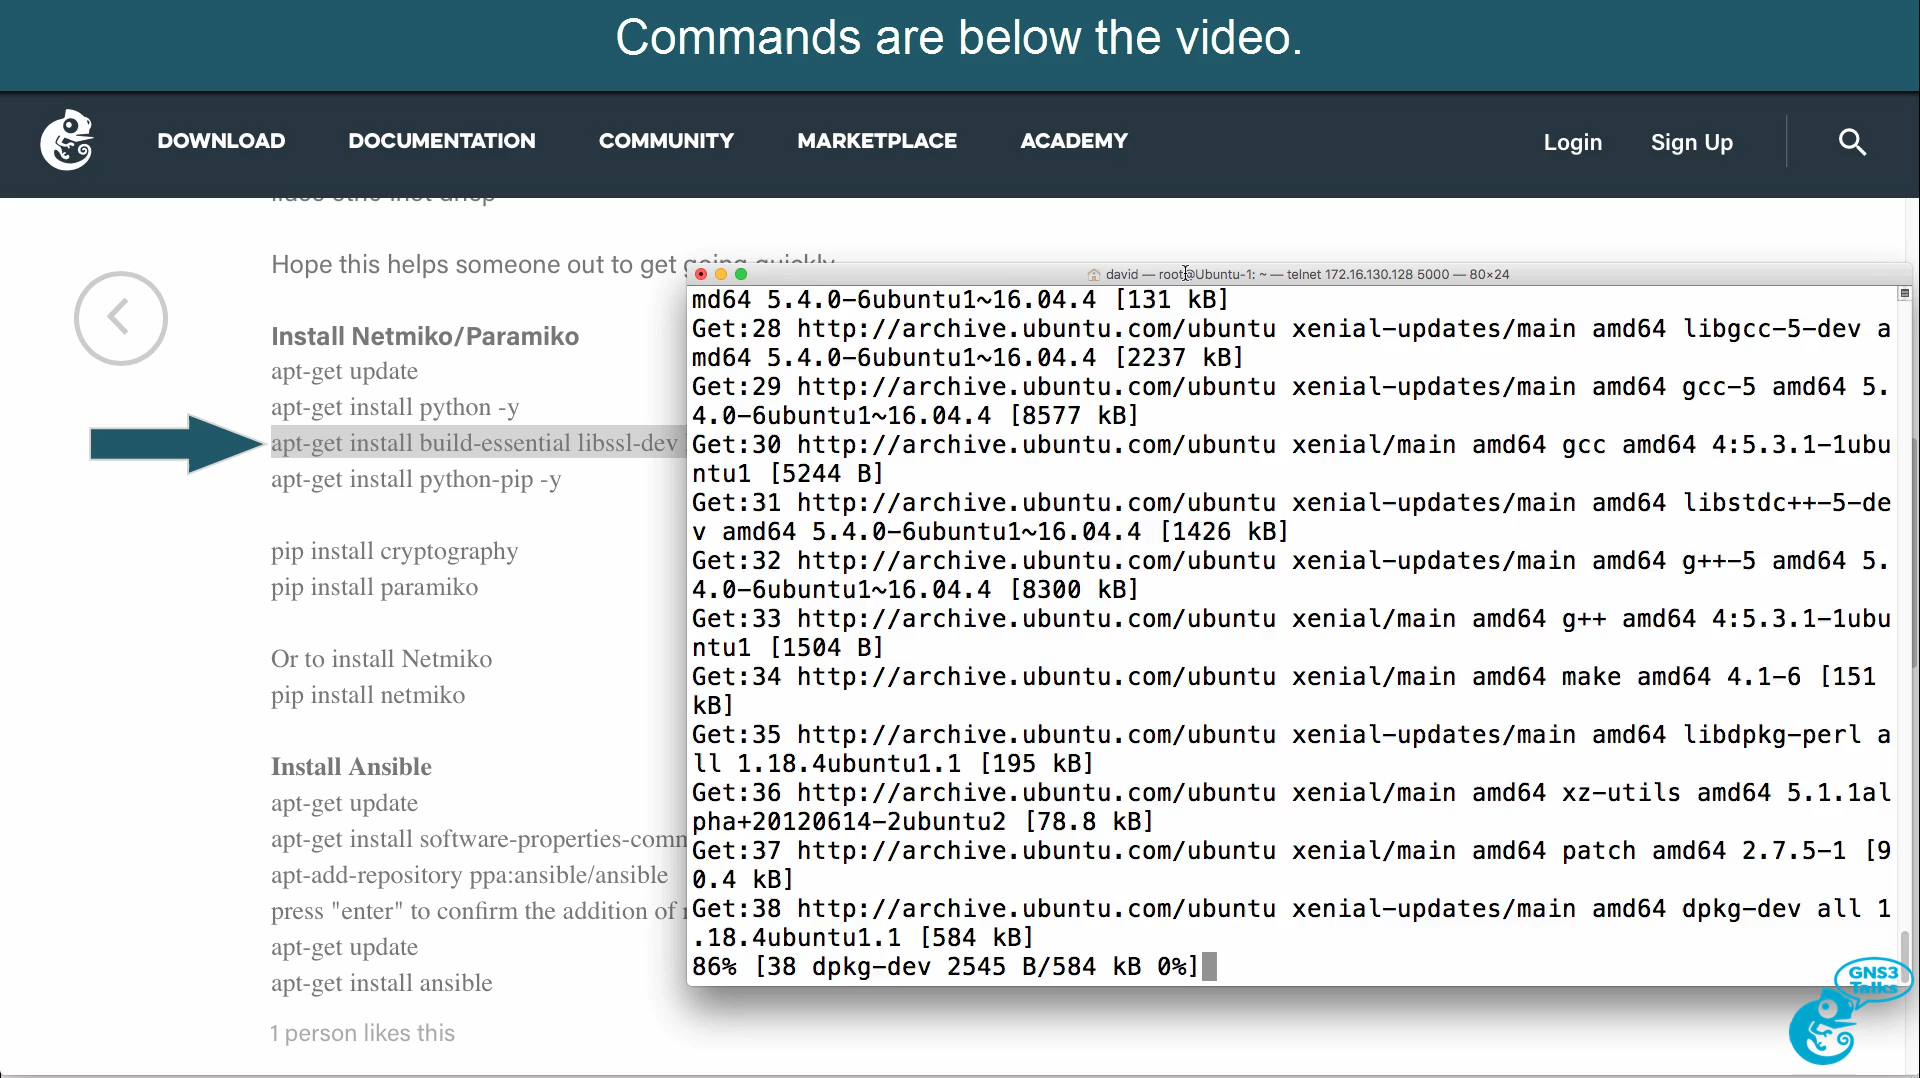 Commands are below the video.
DOWNLOAD DOCUMENTATION COMMUNITY MARKETPLACE ACADEMY Login Sign Up
Hope this helps someone out to get going quickly
Install Netmiko/Paramiko
apt-get update
apt-get install python -y
apt-get install build-essential libssl-dev
apt-get install python-pip -y
pip install cryptography
pip install paramiko
Or to install Netmiko
pip install netmiko
Install Ansible
apt-get update
apt-get install software-properties-comm
apt-add-repository ppa:ansible/ansible
press "enter" to confirm the addition of
apt-get update
apt-get install ansible
1 person likes this
david — root@Ubuntu-1: ~ — telnet 172.16.130.128 5000 — 80×24
md64 5.4.0-6ubuntu1~16.04.4 [131 kB]
Get:28 http://archive.ubuntu.com/ubuntu xenial-updates/main amd64 libgcc-5-dev a
md64 5.4.0-6ubuntu1~16.04.4 [2237 kB]
Get:29 http://archive.ubuntu.com/ubuntu xenial-updates/main amd64 gcc-5 amd64 5.
4.0-6ubuntu1~16.04.4 [8577 kB]
Get:30 http://archive.ubuntu.com/ubuntu xenial/main amd64 gcc amd64 4:5.3.1-1ubu
ntu1 [5244 B]
Get:31 http://archive.ubuntu.com/ubuntu xenial-updates/main amd64 libstdc++-5-de
v amd64 5.4.0-6ubuntu1~16.04.4 [1426 kB]
Get:32 http://archive.ubuntu.com/ubuntu xenial-updates/main amd64 g++-5 amd64 5.
4.0-6ubuntu1~16.04.4 [8300 kB]
Get:33 http://archive.ubuntu.com/ubuntu xenial/main amd64 g++ amd64 4:5.3.1-1ubu
ntu1 [1504 B]
Get:34 http://archive.ubuntu.com/ubuntu xenial/main amd64 make amd64 4.1-6 [151
kB]
Get:35 http://archive.ubuntu.com/ubuntu xenial-updates/main amd64 libdpkg-perl a
ll 1.18.4ubuntu1.1 [195 kB]
Get:36 http://archive.ubuntu.com/ubuntu xenial/main amd64 xz-utils amd64 5.1.1al
pha+20120614-2ubuntu2 [78.8 kB]
Get:37 http://archive.ubuntu.com/ubuntu xenial/main amd64 patch amd64 2.7.5-1 [9
0.4 kB]
Get:38 http://archive.ubuntu.com/ubuntu xenial-updates/main amd64 dpkg-dev all 1
.18.4ubuntu1.1 [584 kB]
86% [38 dpkg-dev 2545 B/584 kB 0%]
GNS3
Talks